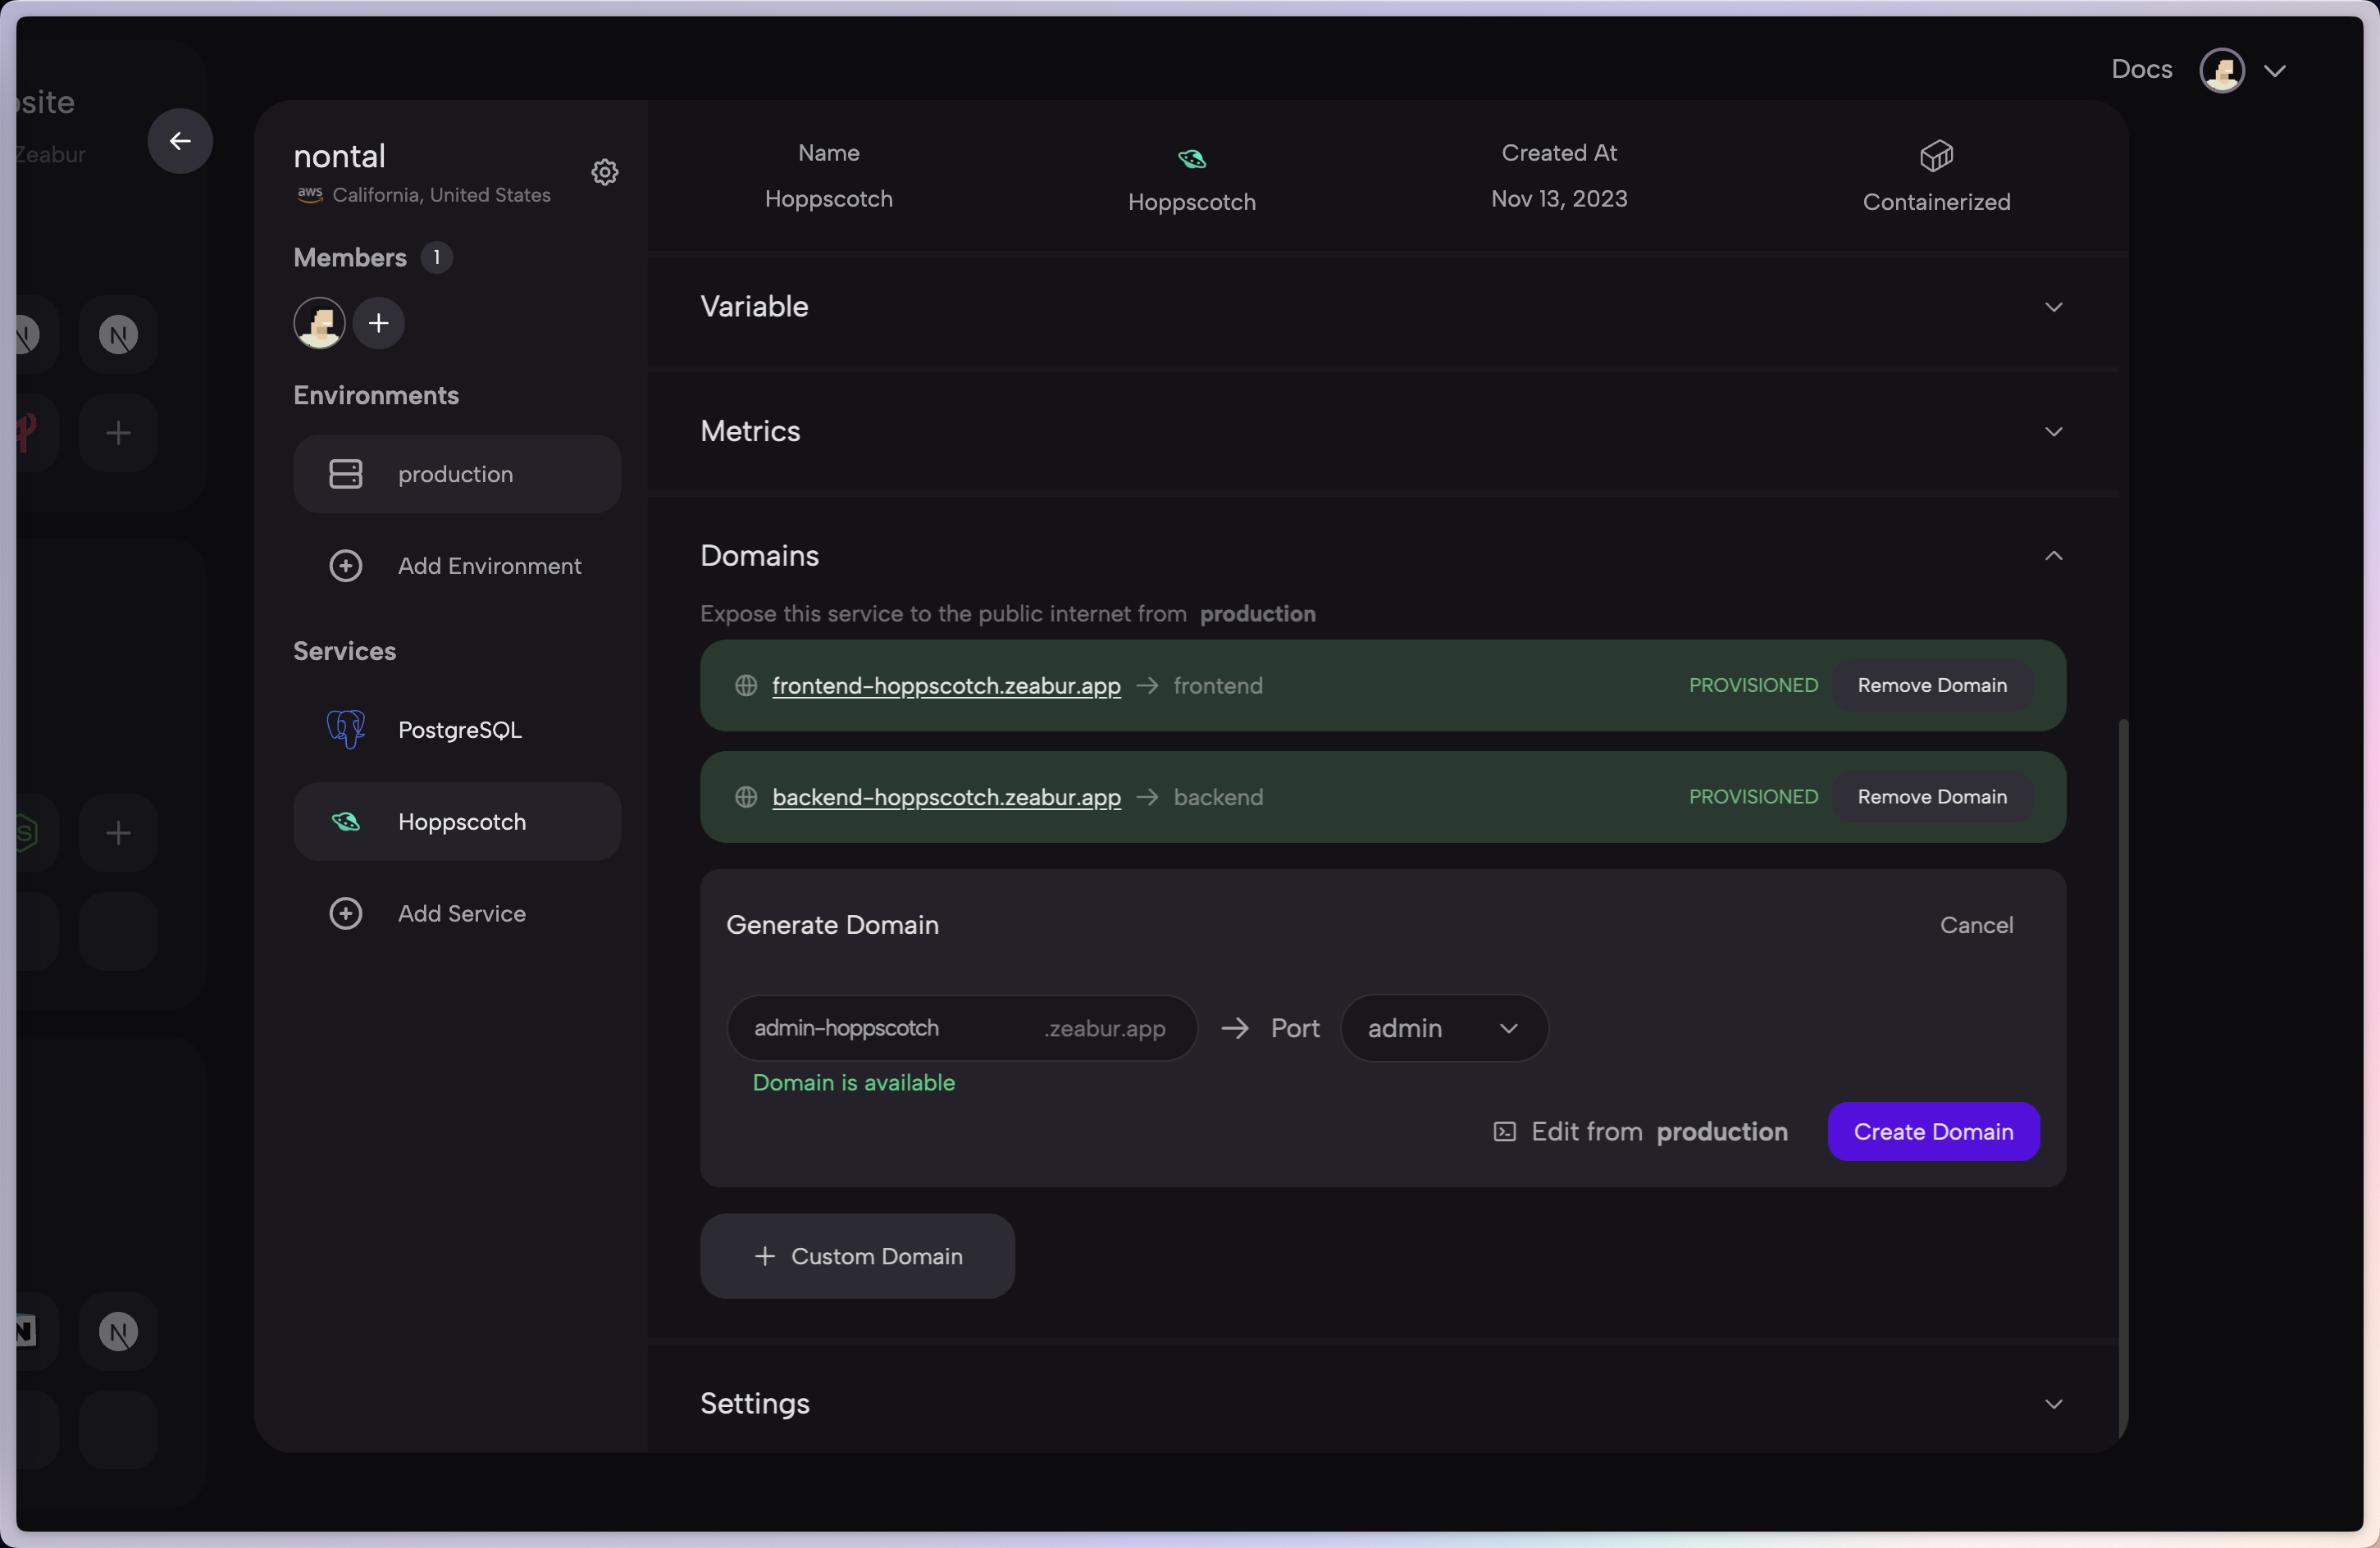 Docs
site
Zeabur
nontal
aws California, United States
Members 1
Environments
production
Add Environment
Services
PostgreSQL
Hoppscotch
Add Service
Name
Hoppscotch
Hoppscotch
Created At
Nov 13, 2023
Containerized
Variable
Metrics
Domains
Expose this service to the public internet from production
frontend-hoppscotch.zeabur.app → frontend PROVISIONED Remove Domain
backend-hoppscotch.zeabur.app → backend PROVISIONED Remove Domain
Generate Domain Cancel
admin-hoppscotch .zeabur.app → Port admin
Domain is available
Edit from production Create Domain
+ Custom Domain
Settings